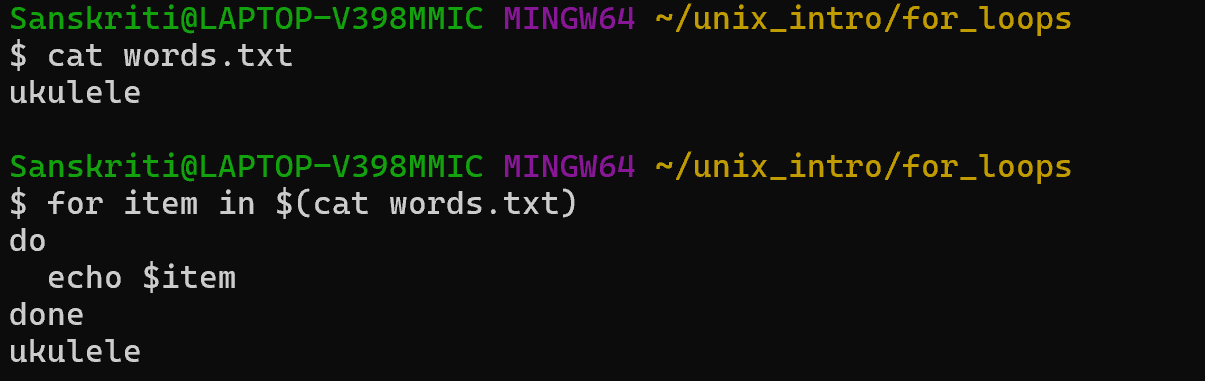 Sanskriti@LAPTOP-V398MMIC MINGW64 ~/unix_intro/for_loops
$ cat words.txt
ukulele
Sanskriti@LAPTOP-V398MMIC MINGW64 ~/unix_intro/for_loops
$ for item in $(cat words.txt)
do
  echo $item
done
ukulele